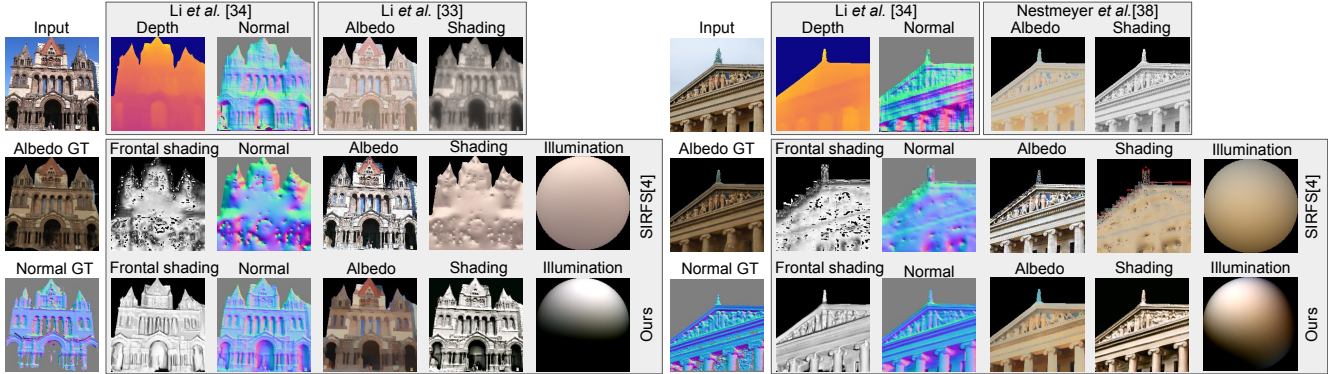 Li et al. [34]
Li et al. [33]
Input
Depth
Normal
Albedo
Shading
Albedo GT
Frontal shading
Normal
Albedo
Shading
Illumination
SIRFS[4]
Normal GT
Frontal shading
Normal
Albedo
Shading
Illumination
Ours
Li et al. [34]
Nestmeyer et al.[38]
Input
Depth
Normal
Albedo
Shading
Albedo GT
Frontal shading
Normal
Albedo
Shading
Illumination
SIRFS[4]
Normal GT
Frontal shading
Normal
Albedo
Shading
Illumination
Ours